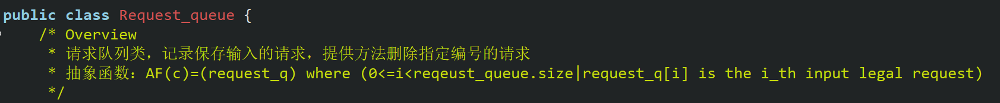 public class Request_queue {
/* Overview
* 请求队列类，记录保存输入的请求，提供方法删除指定编号的请求
* 抽象函数：AF(c)=(request_q) where (0<=i<reqeust_queue.size|request_q[i] is the i_th input legal request)
*/